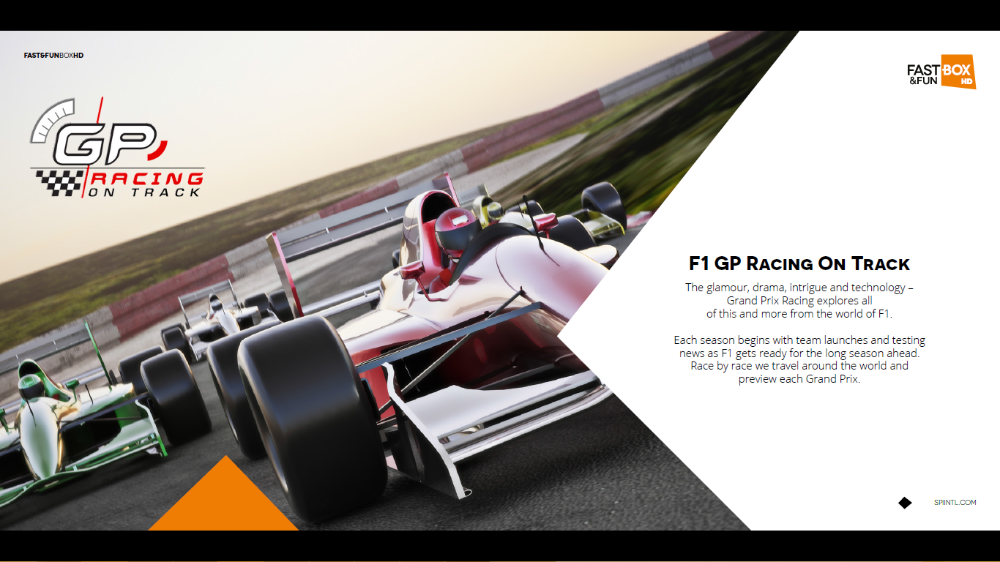 FAST&FUNBOXHD
FAST BOX
&FUN HD
GP
RACING
ON TRACK
F1 GP Racing On Track
The glamour, drama, intrigue and technology –
Grand Prix Racing explores all
of this and more from the world of F1.
Each season begins with team launches and testing
news as F1 gets ready for the long season ahead.
Race by race we travel around the world and
preview each Grand Prix.
SPIINTL.COM